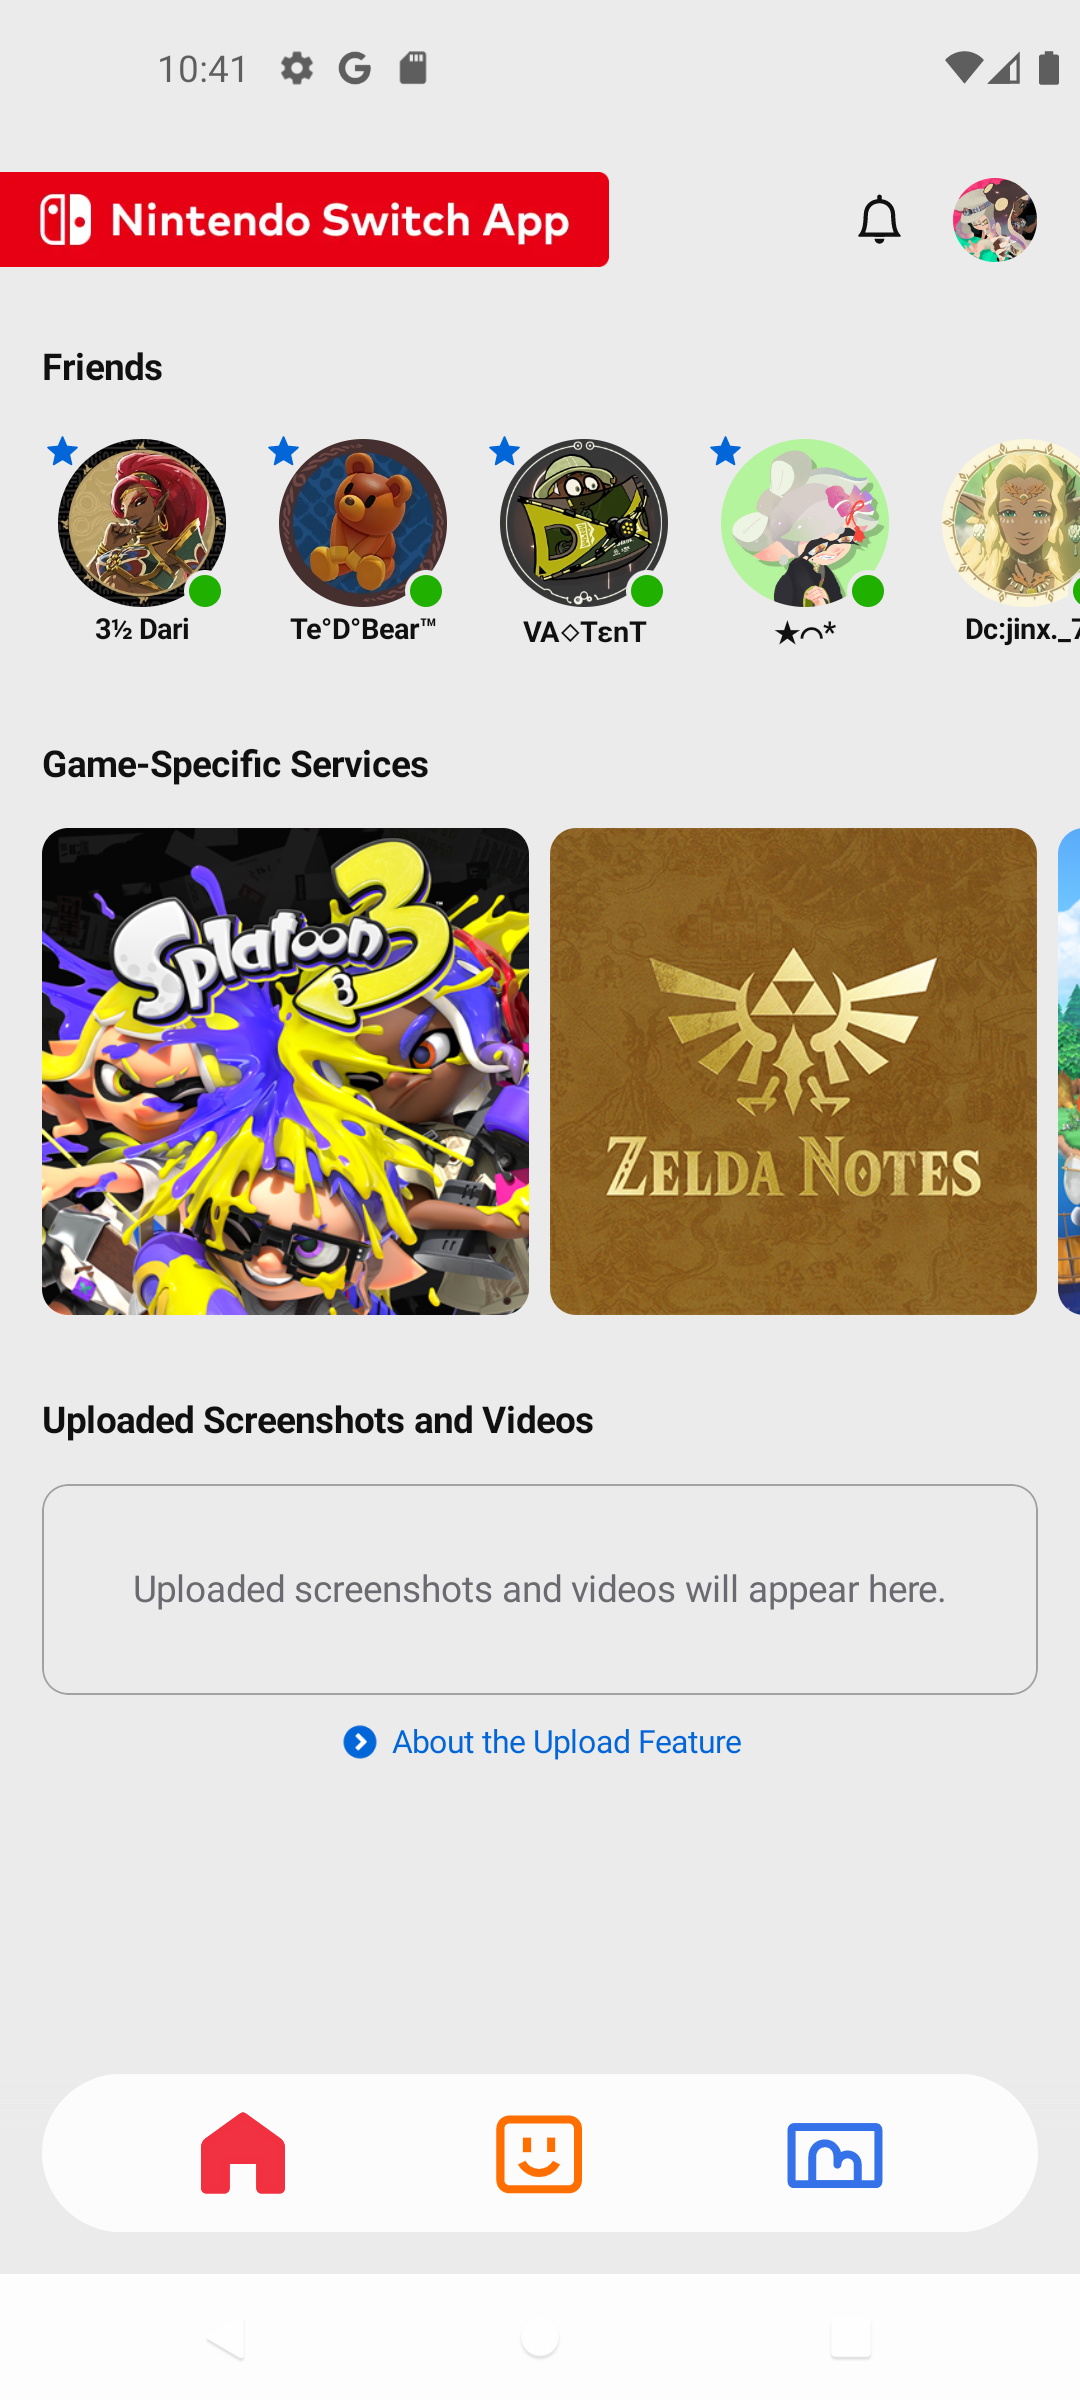 10:41
Nintendo Switch App
Friends
3½ Dari
Te°D°Bear™
VA◇TεnT
★⌒*
Dc:jinx._7
Game-Specific Services
Splatoon 3
ZELDA NOTES
Uploaded Screenshots and Videos
Uploaded screenshots and videos will appear here.
About the Upload Feature